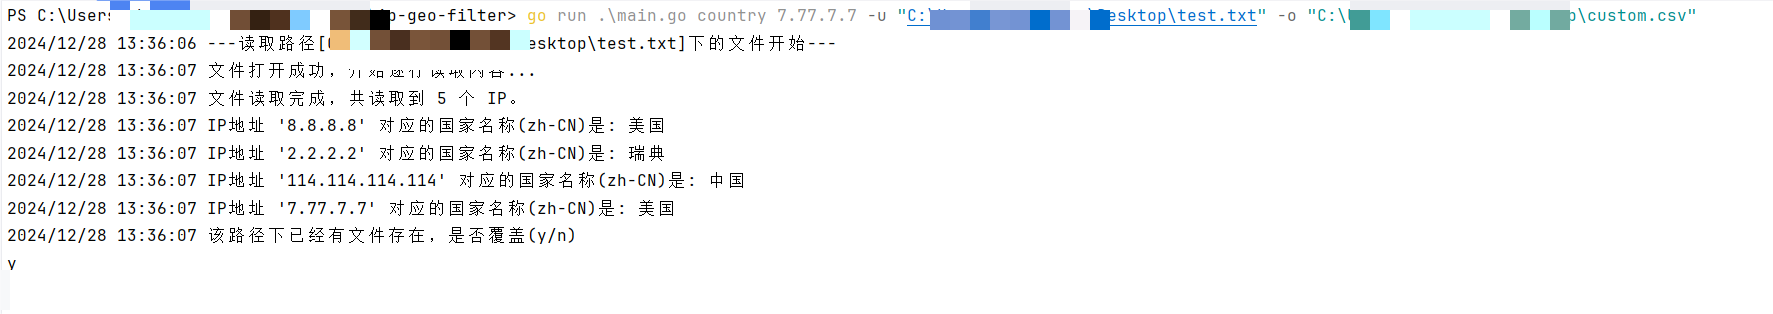 PS C:\Users -geo-filter> go run .\main.go country 7.77.7.7 -u "C:\ Desktop\test.txt" -o "C:\ \custom.csv"
2024/12/28 13:36:06 ---读取路径[ esktop\test.txt]下的文件开始---
2024/12/28 13:36:07 文件打开成功，开始逐行读取内容...
2024/12/28 13:36:07 文件读取完成，共读取到 5 个 IP。
2024/12/28 13:36:07 IP地址 '8.8.8.8' 对应的国家名称(zh-CN)是: 美国
2024/12/28 13:36:07 IP地址 '2.2.2.2' 对应的国家名称(zh-CN)是: 瑞典
2024/12/28 13:36:07 IP地址 '114.114.114.114' 对应的国家名称(zh-CN)是: 中国
2024/12/28 13:36:07 IP地址 '7.77.7.7' 对应的国家名称(zh-CN)是: 美国
2024/12/28 13:36:07 该路径下已经有文件存在，是否覆盖(y/n)
y